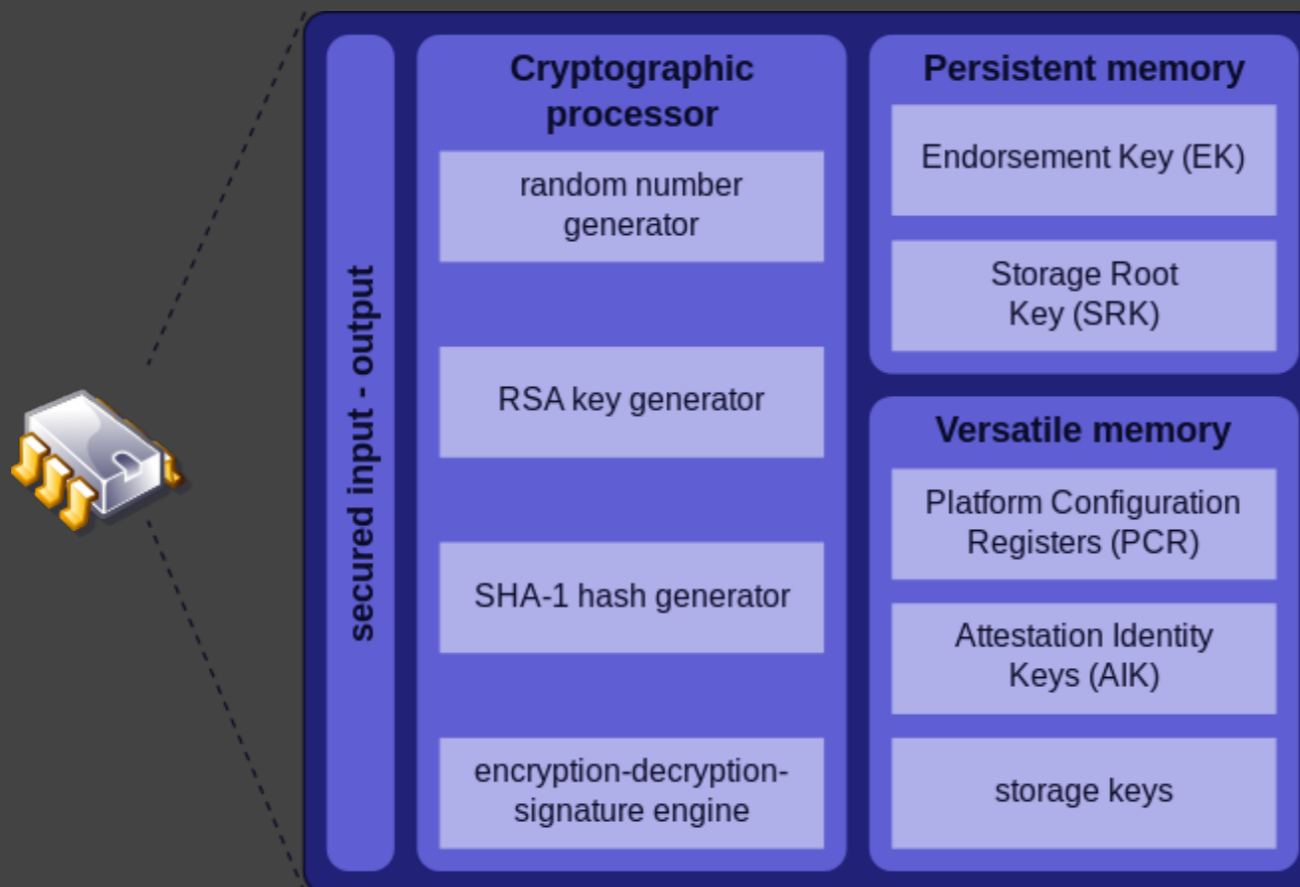 secured input - output
Cryptographic
processor
random number
generator
RSA key generator
SHA-1 hash generator
encryption-decryption-
signature engine
Persistent memory
Endorsement Key (EK)
Storage Root
Key (SRK)
Versatile memory
Platform Configuration
Registers (PCR)
Attestation Identity
Keys (AIK)
storage keys